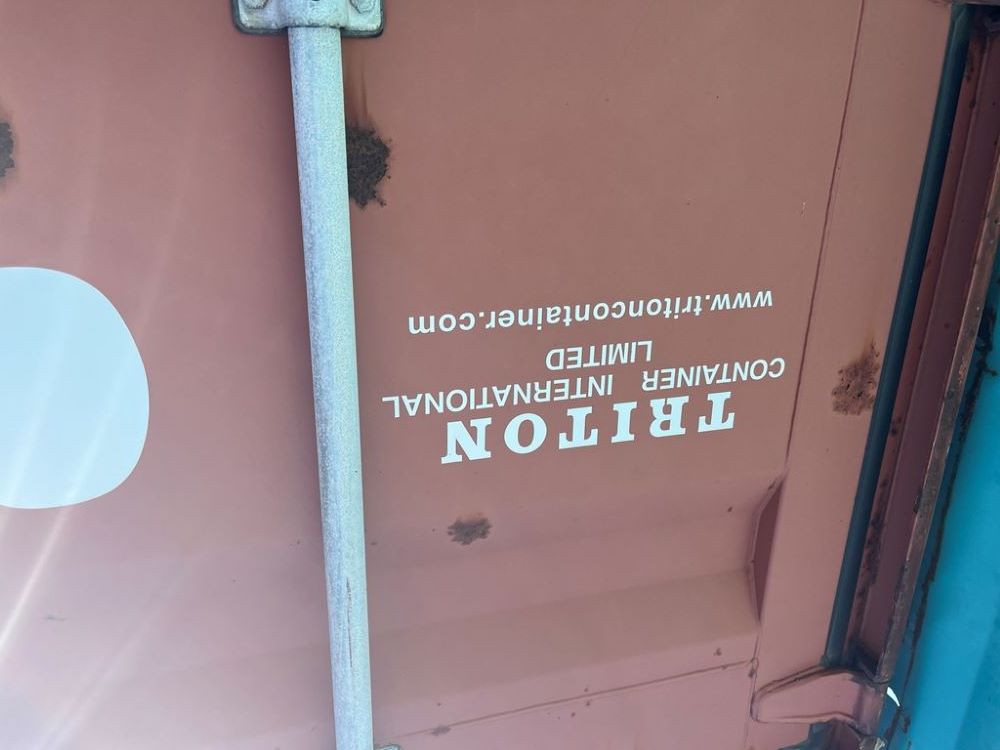 TRITON
CONTAINER INTERNATIONAL
LIMITED
www.tritoncontainer.com